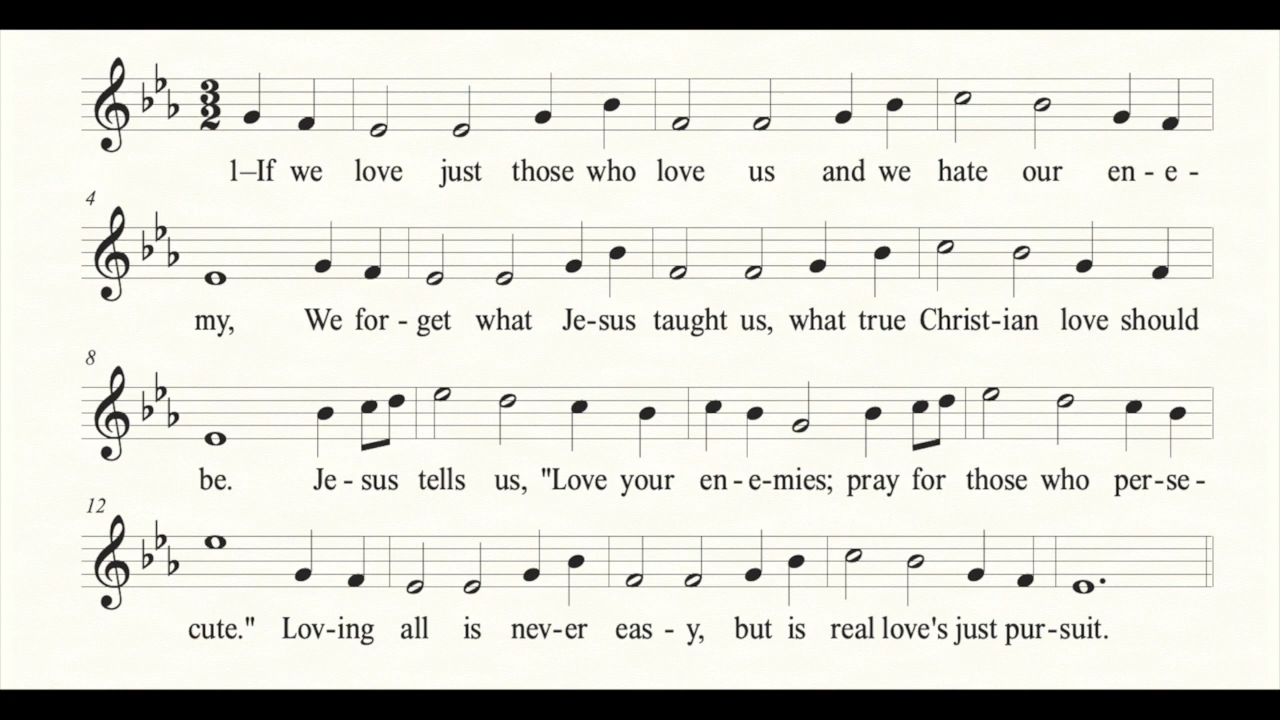 3
2
1–If we love just those who love us and we hate our en - e -
4
my, We for - get what Je-sus taught us, what true Christ-ian love should
8
be. Je - sus tells us, "Love your en - e-mies; pray for those who per-se-
12
cute." Lov-ing all is nev-er eas - y, but is real love's just pur-suit.